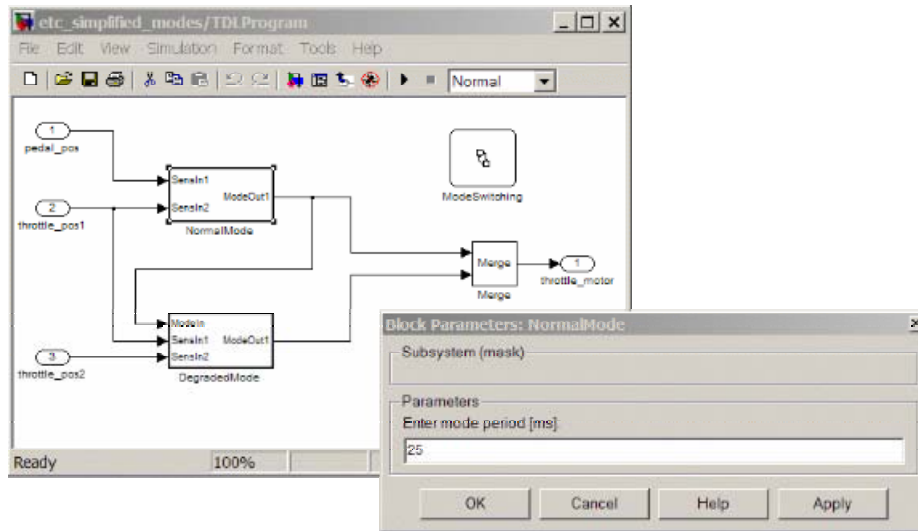 etc_simplified_modes/TDLProgram
File Edit View Simulation Format Tools Help
Normal
1
pedal_pos
SensIn1
ModeOut1
2
SensIn2
throttle_pos1
NormalMode
ModeSwitching
Merge
1
throttle_motor
Merge
ModeIn
SensIn1 ModeOut1
3
SensIn2
throttle_pos2
DegradedMode
Ready 100%
Block Parameters: NormalMode
Subsystem (mask)
Parameters
Enter mode period [ms]
25
OK Cancel Help Apply